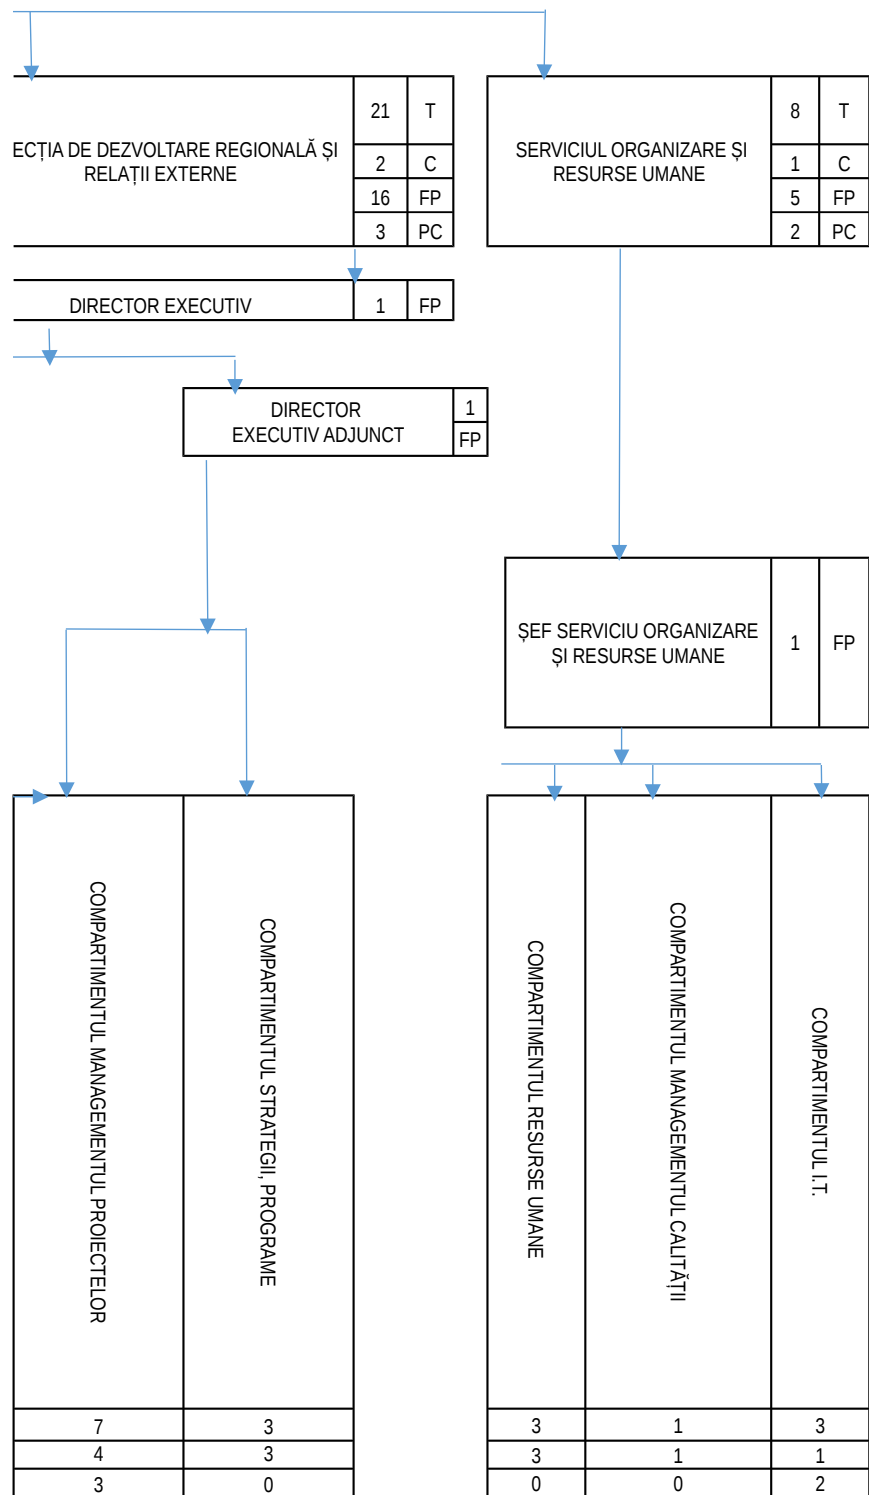 ECȚIA DE DEZVOLTARE REGIONALĂ ȘI
RELAȚII EXTERNE
21 T
2 C
16 FP
3 PC
SERVICIUL ORGANIZARE ȘI
RESURSE UMANE
8 T
1 C
5 FP
2 PC
DIRECTOR EXECUTIV 1 FP
DIRECTOR
EXECUTIV ADJUNCT
1
FP
ȘEF SERVICIU ORGANIZARE
ȘI RESURSE UMANE
1 FP
COMPARTIMENTUL MANAGEMENTUL PROIECTELOR
COMPARTIMENTUL STRATEGII, PROGRAME
COMPARTIMENTUL RESURSE UMANE
COMPARTIMENTUL MANAGEMENTUL CALITĂȚII
COMPARTIMENTUL I.T.
7 3 3 1 3
4 3 3 1 1
3 0 0 0 2